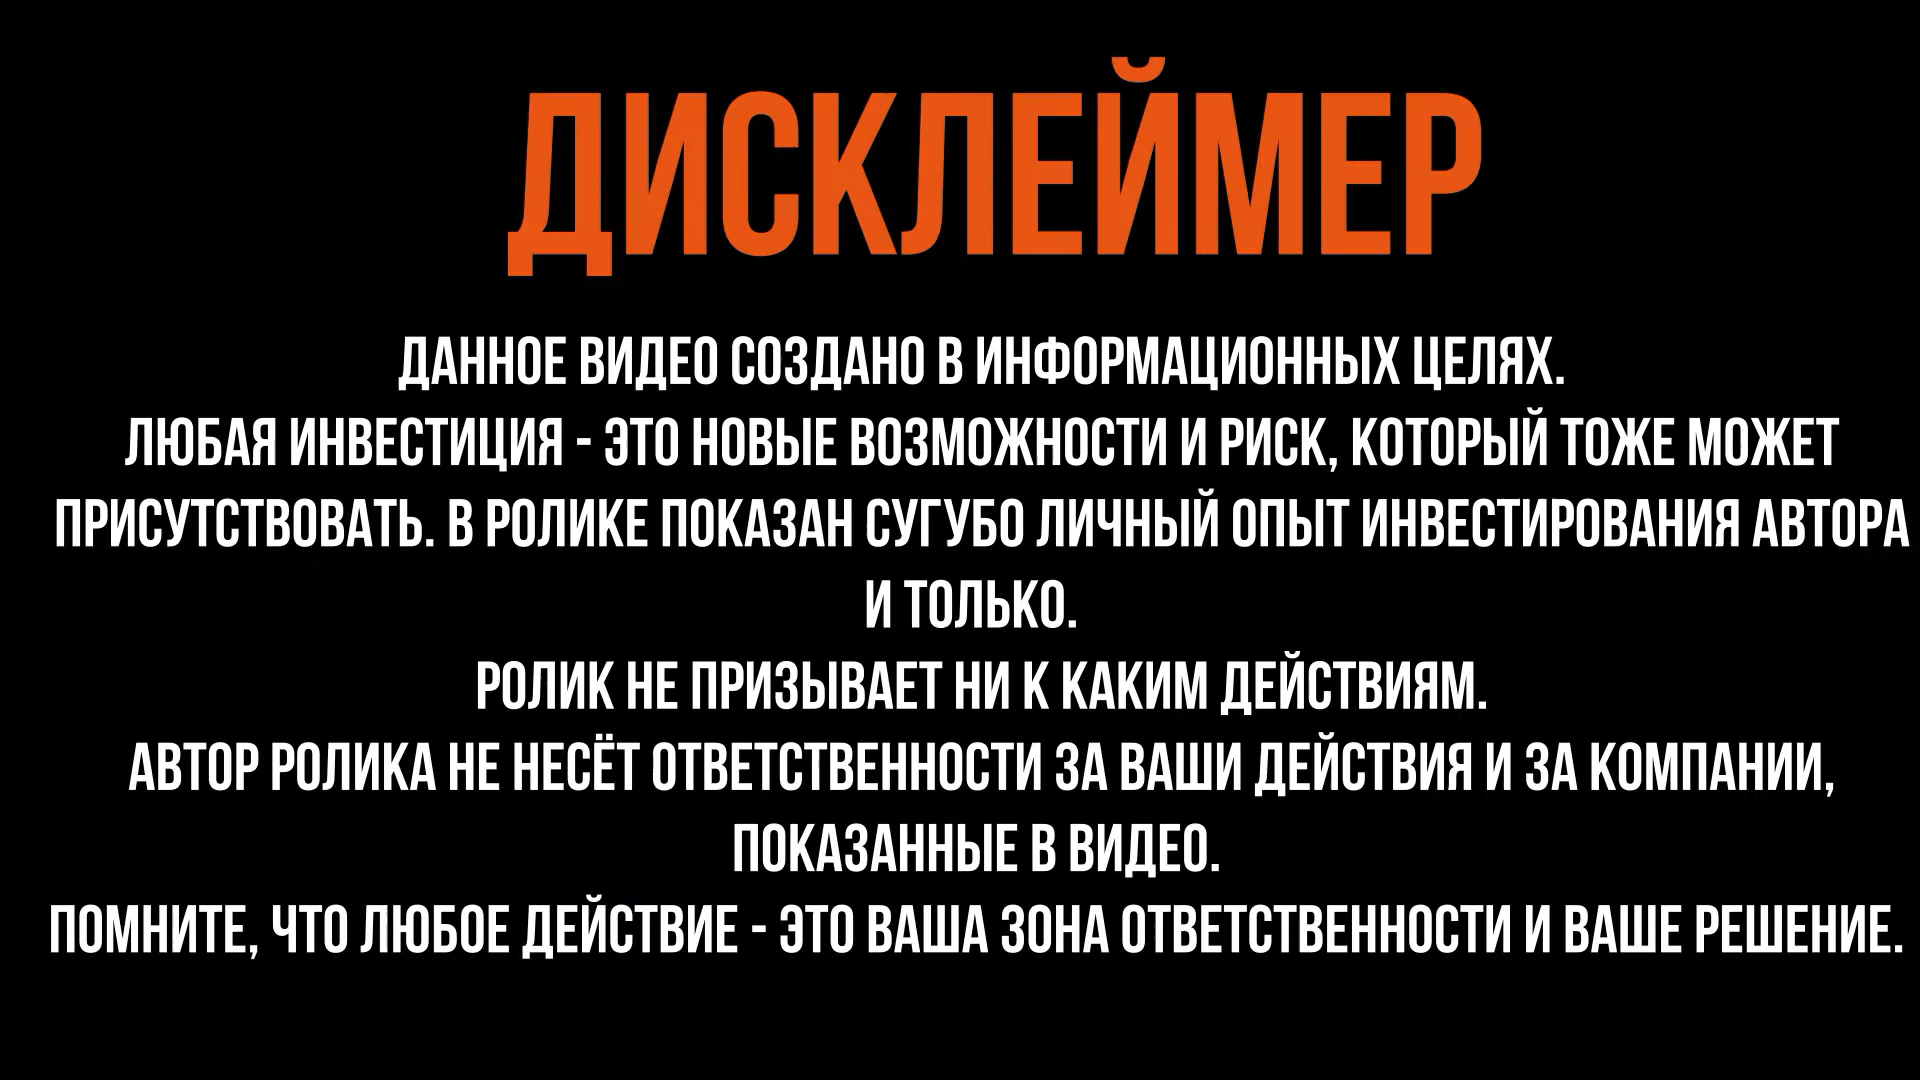 ДИСКЛЕЙМЕР
ДАННОЕ ВИДЕО СОЗДАНО В ИНФОРМАЦИОННЫХ ЦЕЛЯХ.
ЛЮБАЯ ИНВЕСТИЦИЯ - ЭТО НОВЫЕ ВОЗМОЖНОСТИ И РИСК, КОТОРЫЙ ТОЖЕ МОЖЕТ
ПРИСУТСТВОВАТЬ. В РОЛИКЕ ПОКАЗАН СУГУБО ЛИЧНЫЙ ОПЫТ ИНВЕСТИРОВАНИЯ АВТОРА
И ТОЛЬКО.
РОЛИК НЕ ПРИЗЫВАЕТ НИ К КАКИМ ДЕЙСТВИЯМ.
АВТОР РОЛИКА НЕ НЕСЁТ ОТВЕТСТВЕННОСТИ ЗА ВАШИ ДЕЙСТВИЯ И ЗА КОМПАНИИ,
ПОКАЗАННЫЕ В ВИДЕО.
ПОМНИТЕ, ЧТО ЛЮБОЕ ДЕЙСТВИЕ - ЭТО ВАША ЗОНА ОТВЕТСТВЕННОСТИ И ВАШЕ РЕШЕНИЕ.